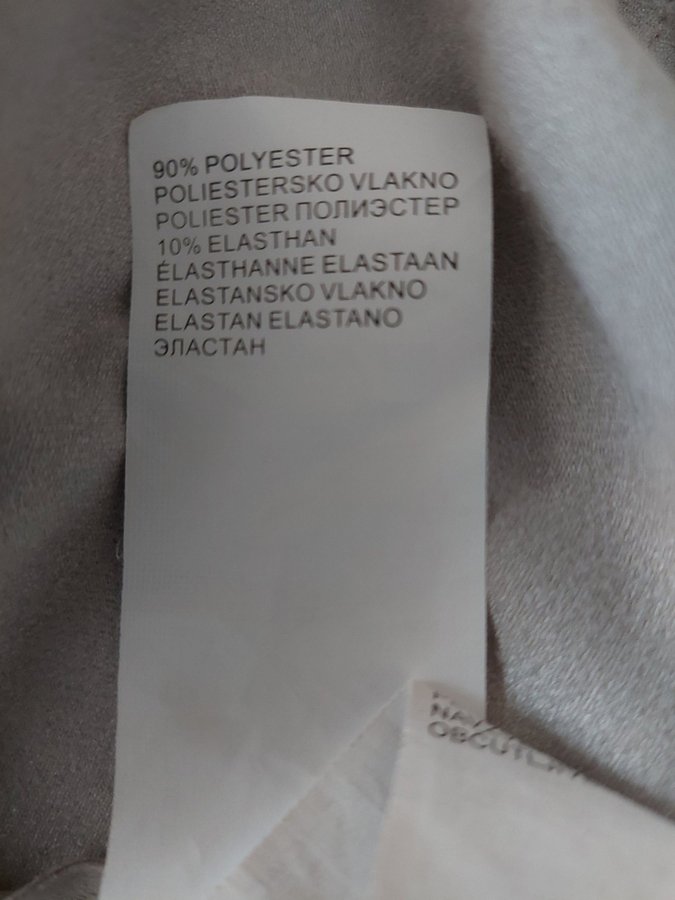 90% POLYESTER
POLIESTERSKO VLAKNO
POLIESTER ПОЛИЭСТЕР
10% ELASTHAN
ÉLASTHANNE ELASTAAN
ELASTANSKO VLAKNO
ELASTAN ELASTANO
ЭЛАСТАН